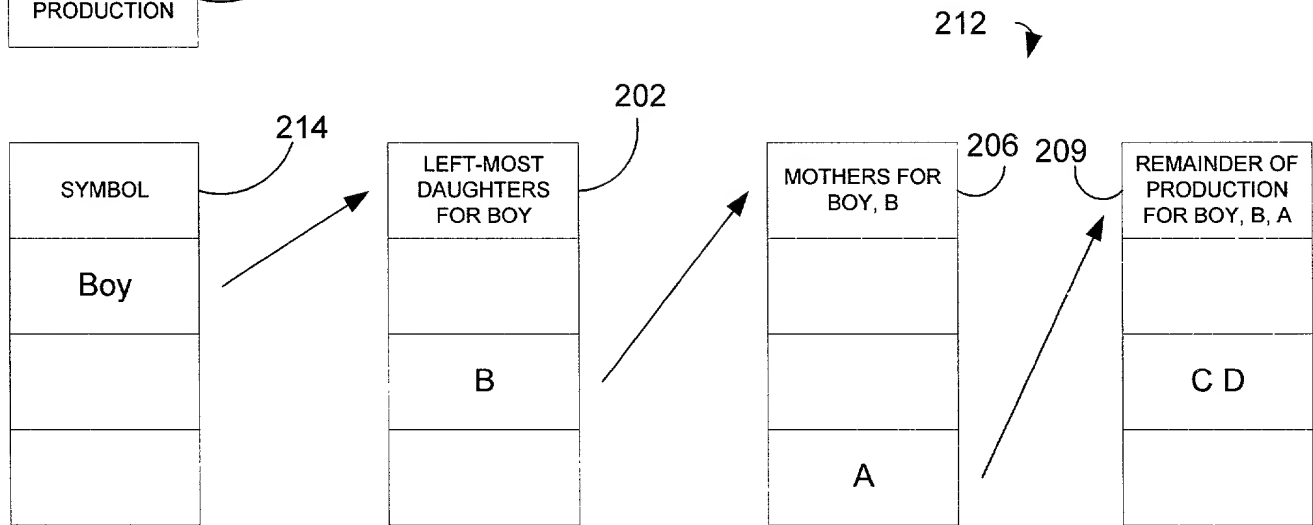 PRODUCTION
212
214
202
206
209
SYMBOL
LEFT-MOST
DAUGHTERS
FOR BOY
MOTHERS FOR
BOY, B
REMAINDER OF
PRODUCTION
FOR BOY, B, A
Boy
B
C D
A